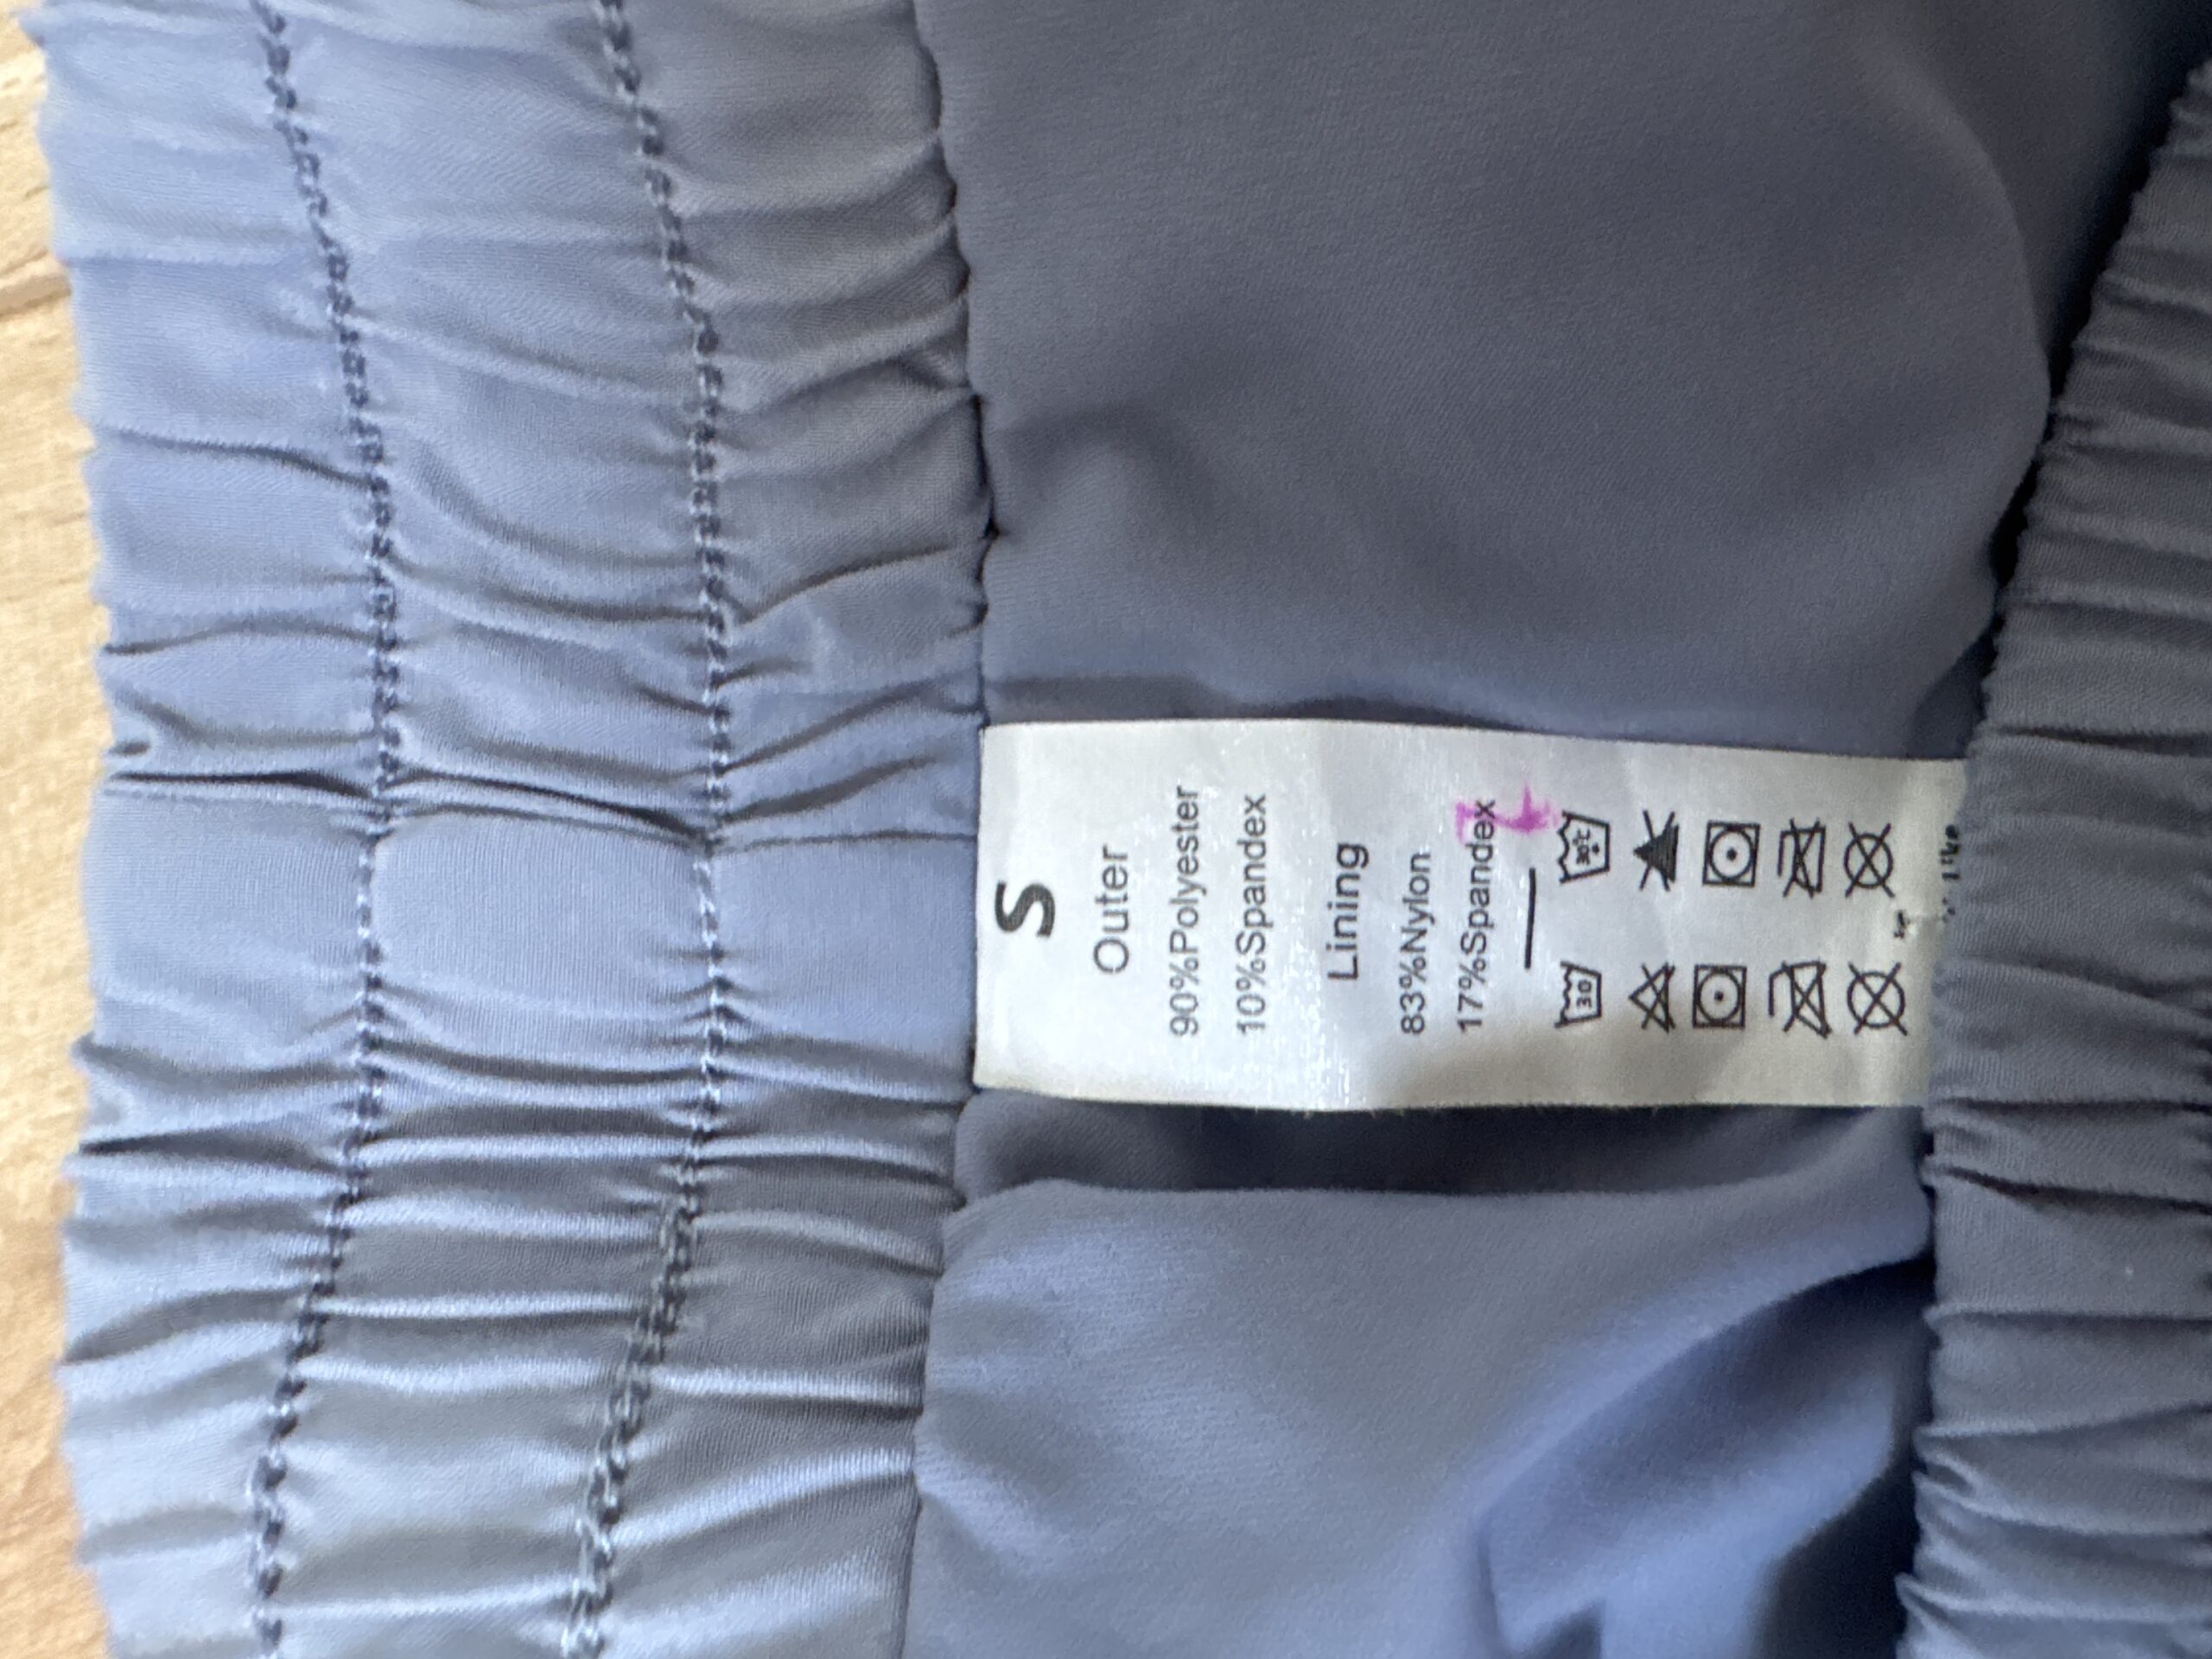 S
Outer
90%Polyester
10%Spandex
Lining
83%Nylon
17%Spandex
30 30°C